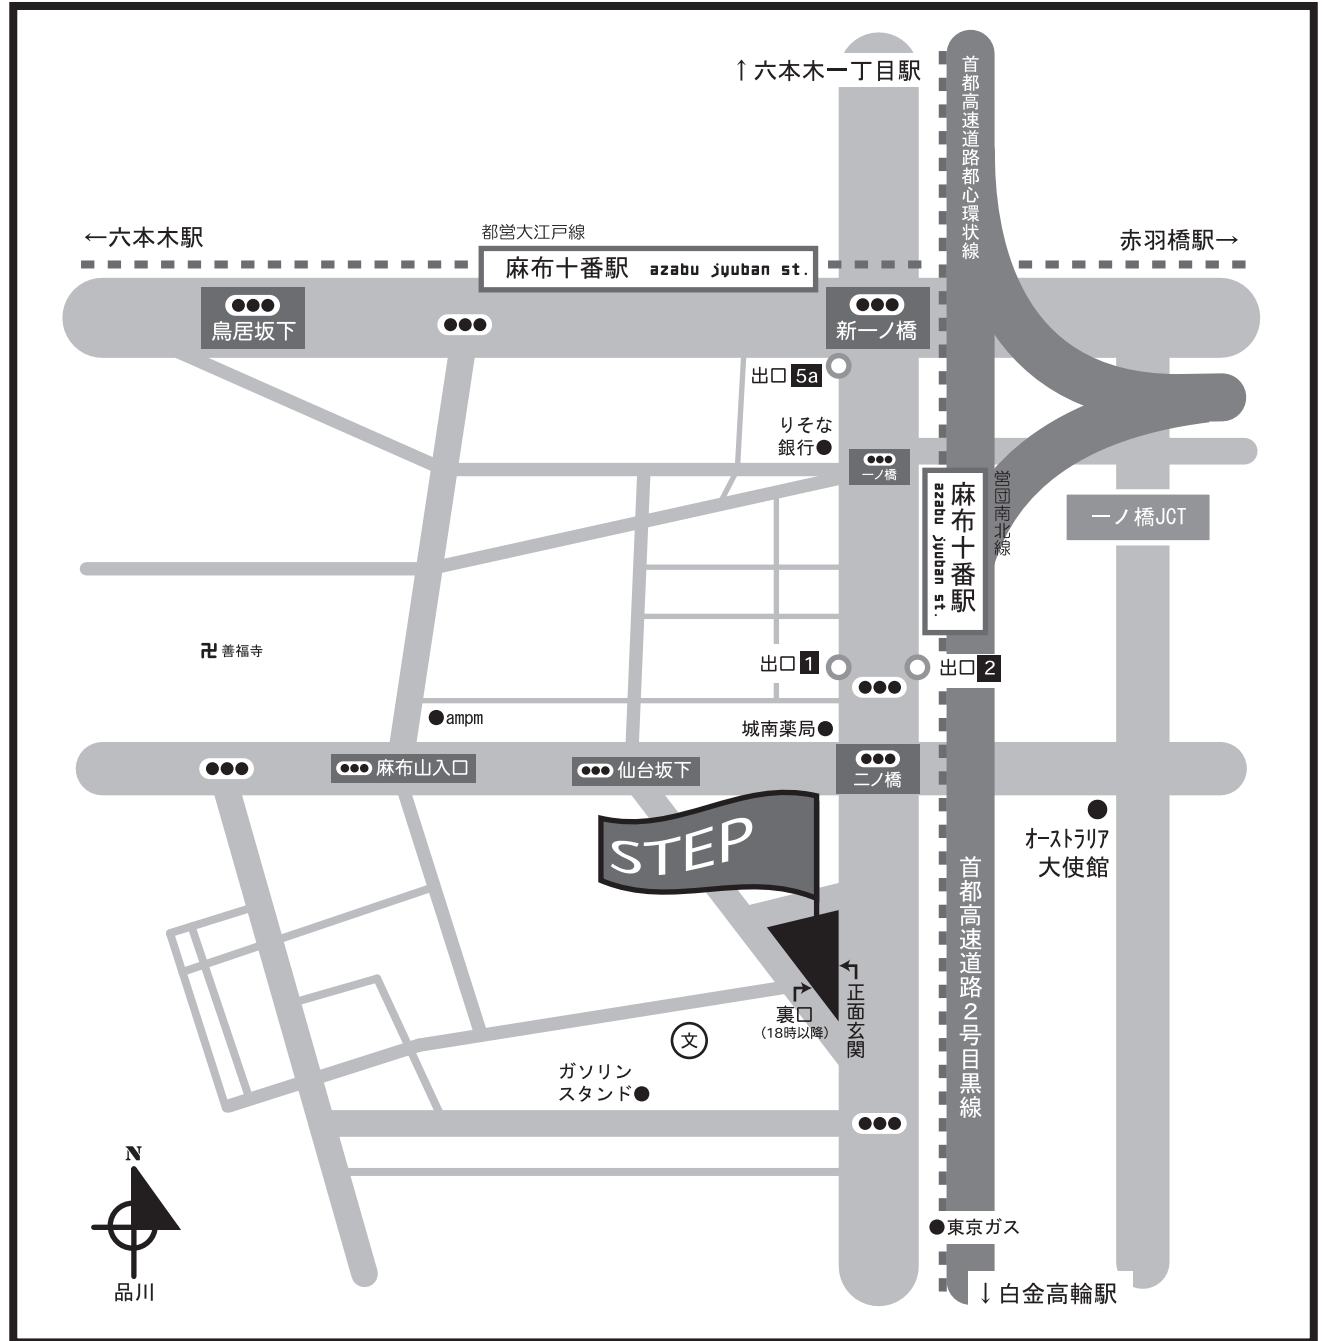 ↑六本木一丁目駅
首都高速道路都心環状線
←六本木駅
都営大江戸線
麻布十番駅 azabu jyuban st.
赤羽橋駅→
鳥居坂下
新一ノ橋
出口 5a
りそな
銀行
一ノ橋
麻布十番駅
azabu jyuban st.
営団南北線
一ノ橋JCT
卍 善福寺
出口 1
出口 2
ampm
城南薬局
麻布山入口
仙台坂下
二ノ橋
STEP
オーストラリア
大使館
首都高速道路2号目黒線
正面玄関
裏口
(18時以降)
文
ガソリン
スタンド
N
品川
東京ガス
↓白金高輪駅